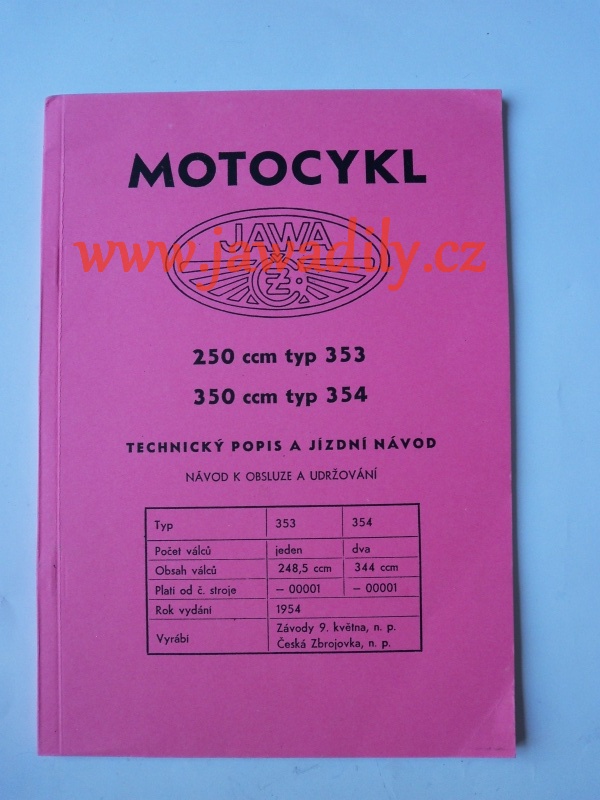 MOTOCYKL
JAWA
ČZ
www.jawadily.cz
250 ccm typ 353
350 ccm typ 354
TECHNICKÝ POPIS A JÍZDNÍ NÁVOD
NÁVOD K OBSLUZE A UDRŽOVÁNÍ
Typ 353 354
Počet válců jeden dva
Obsah válců 248,5 ccm 344 ccm
Platí od č. stroje — 00001 — 00001
Rok vydání 1954
Vyrábí Závody 9. května, n. p.
Česká Zbrojovka, n. p.